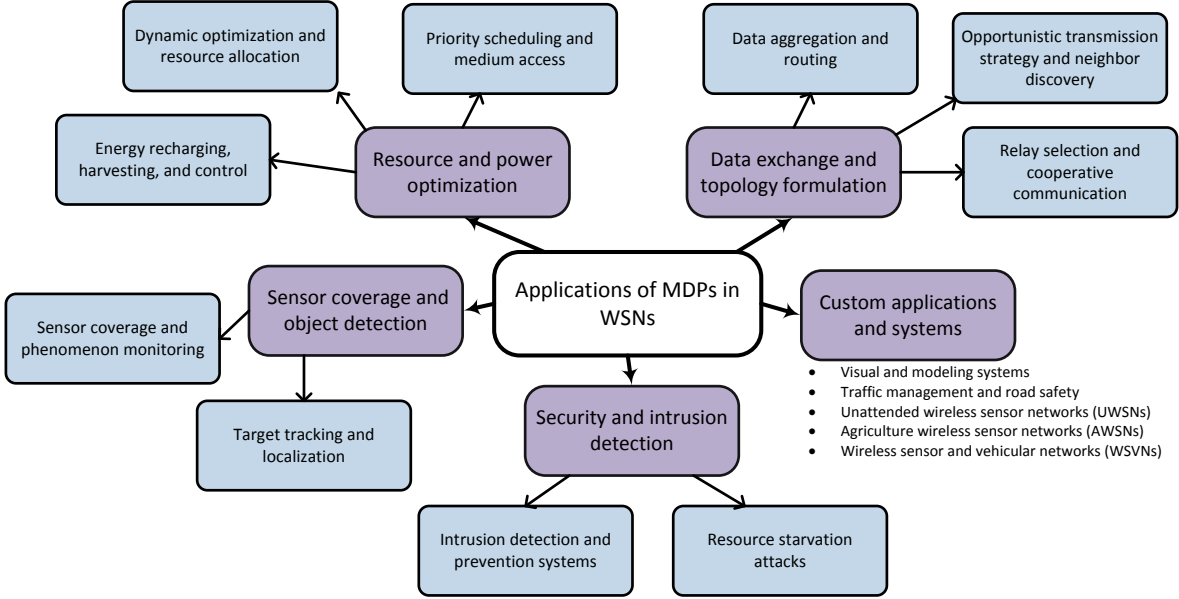 Dynamic optimization and
resource allocation
Priority scheduling and
medium access
Data aggregation and
routing
Opportunistic transmission
strategy and neighbor
discovery
Energy recharging,
harvesting, and control
Resource and power
optimization
Data exchange and
topology formulation
Relay selection and
cooperative
communication
Applications of MDPs in
WSNs
Sensor coverage and
object detection
Custom applications
and systems
Sensor coverage and
phenomenon monitoring
• Visual and modeling systems
• Traffic management and road safety
• Unattended wireless sensor networks (UWSNs)
• Agriculture wireless sensor networks (AWSNs)
• Wireless sensor and vehicular networks (WSVNs)
Target tracking and
localization
Security and intrusion
detection
Intrusion detection and
prevention systems
Resource starvation
attacks